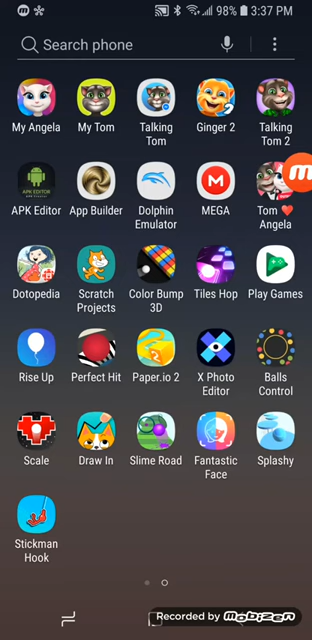 98% 3:37 PM
Search phone
My Angela
My Tom
Talking
Tom
Ginger 2
Talking
Tom 2
APK Editor
App Builder
Dolphin
Emulator
MEGA
Tom ❤
Angela
Dotopedia
Scratch
Projects
Color Bump
3D
Tiles Hop
Play Games
Rise Up
Perfect Hit
Paper.io 2
X Photo
Editor
Balls
Control
Scale
Draw In
Slime Road
Fantastic
Face
Splashy
Stickman
Hook
Recorded by Mobizen